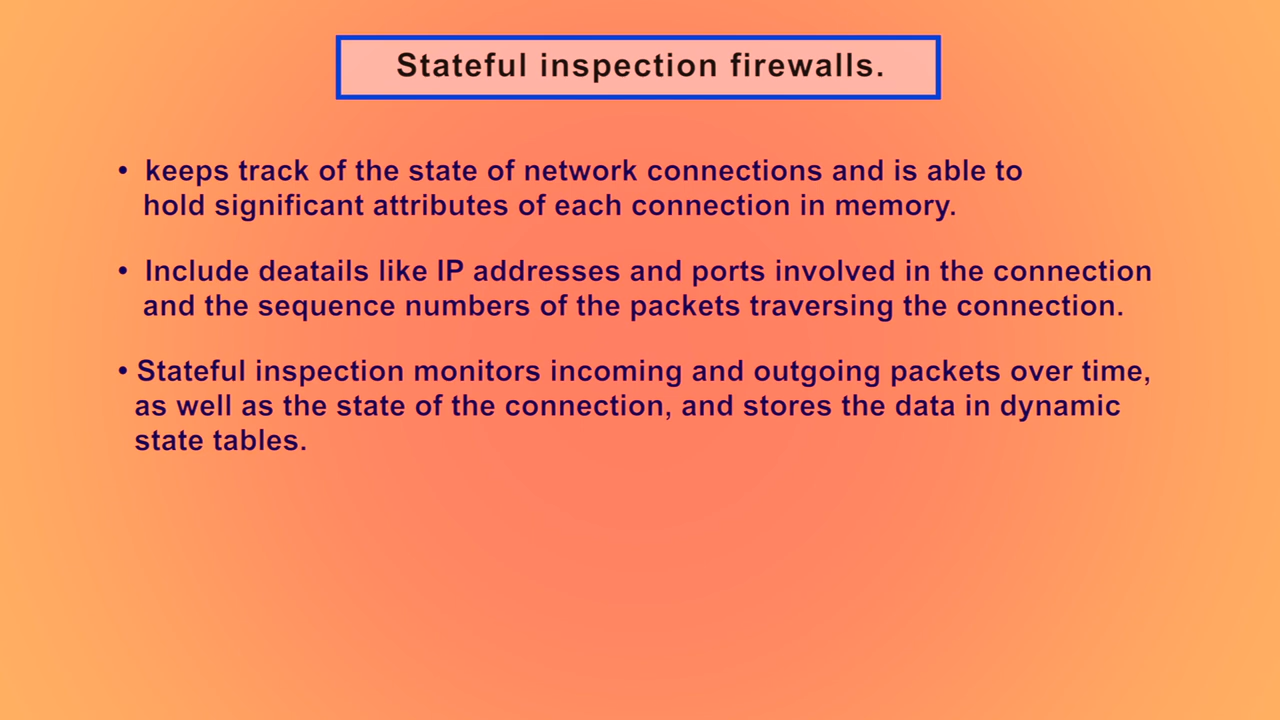 Stateful inspection firewalls.
• keeps track of the state of network connections and is able to
hold significant attributes of each connection in memory.
• Include deatails like IP addresses and ports involved in the connection
and the sequence numbers of the packets traversing the connection.
• Stateful inspection monitors incoming and outgoing packets over time,
as well as the state of the connection, and stores the data in dynamic
state tables.